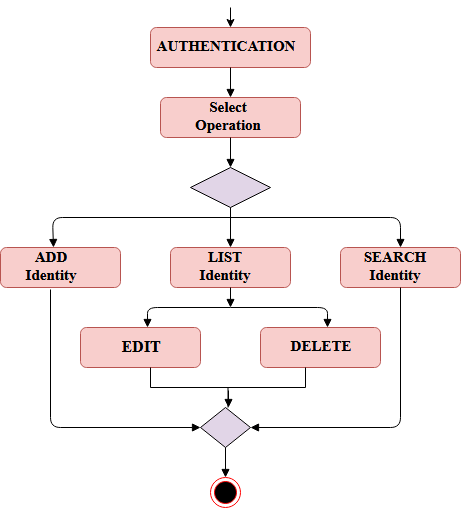 AUTHENTICATION
Select
Operation
ADD
Identity
LIST
Identity
SEARCH
Identity
EDIT
DELETE